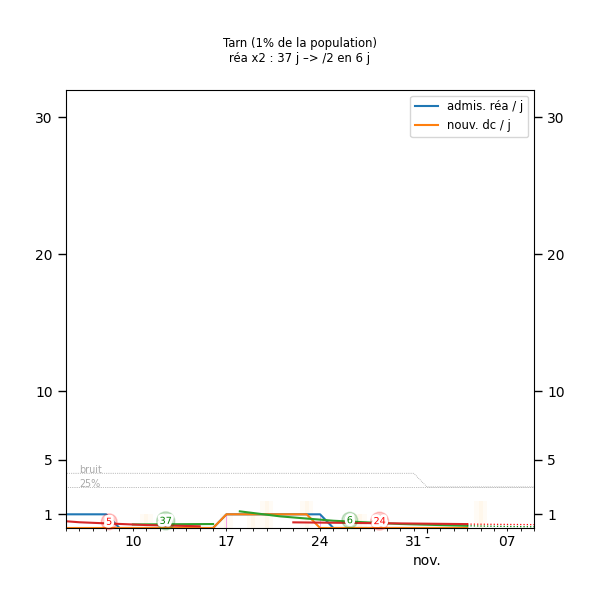 Tarn (1% de la population)
réa x2 : 37 j –> /2 en 6 j
admis. réa / j
nouv. dc / j
30 30
20 20
10 10
5 5
bruit
25%
1 1
5 37 6 24
10 17 24 31 - 07
nov.